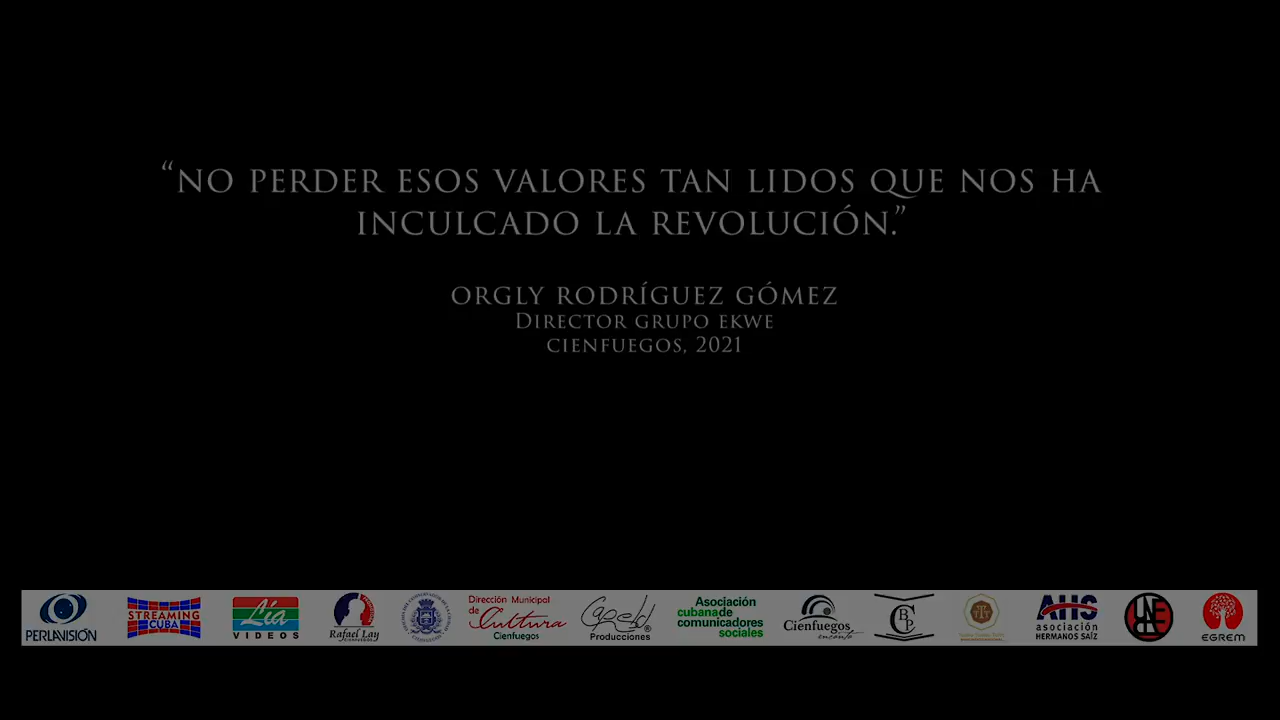 “NO PERDER ESOS VALORES TAN LIDOS QUE NOS HA
INCULCADO LA REVOLUCIÓN.”
ORGLY RODRÍGUEZ GÓMEZ
DIRECTOR GRUPO EKWE
CIENFUEGOS, 2021
PERLAVISIÓN
STREAMING
CUBA
Lía
VIDEOS
Rafael Lay
Dirección Municipal
de
Cultura
Cienfuegos
Producciones
Asociación
cubana de
comunicadores
sociales
Cienfuegos
encanto
AHS
asociación
HERMANOS SAÍZ
EGREM